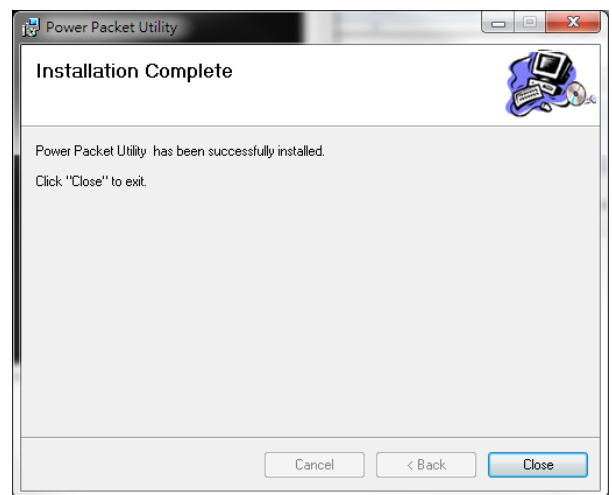 Power Packet Utility
Installation Complete
Power Packet Utility  has been successfully installed.
Click "Close" to exit.
Cancel
< Back
Close